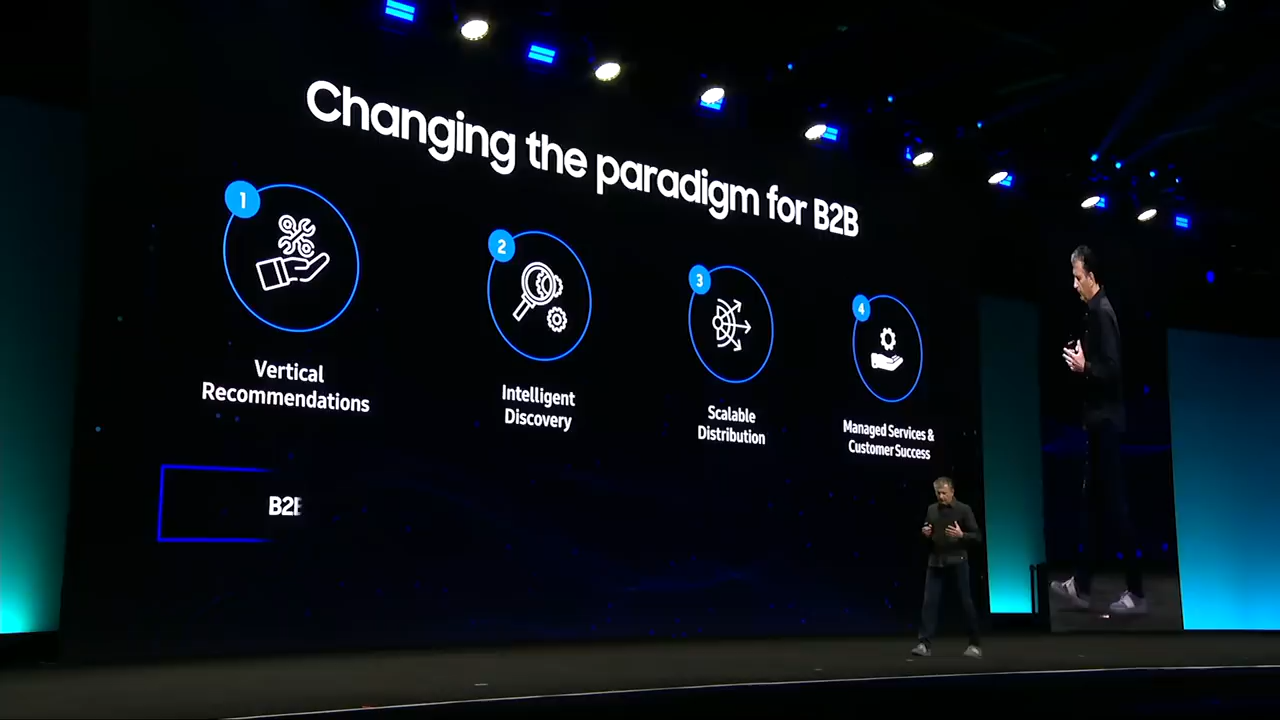 Changing the paradigm for B2B
1
Vertical
Recommendations
2
Intelligent
Discovery
3
Scalable
Distribution
4
Managed Services &
Customer Success
B2B